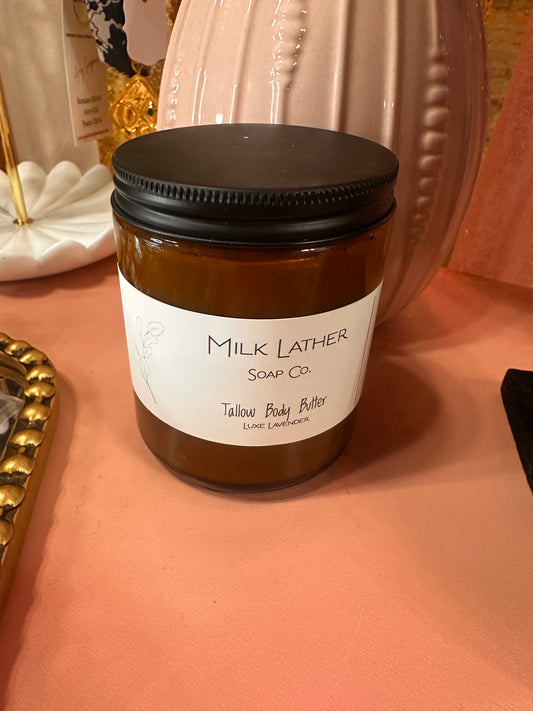 MILK LATHER
SOAP CO.
Tallow Body Butter
LUXE LAVENDER